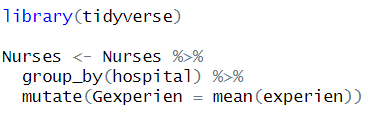 library(tidyverse)
Nurses <- Nurses %>%
group_by(hospital) %>%
mutate(Gexperien = mean(experien))